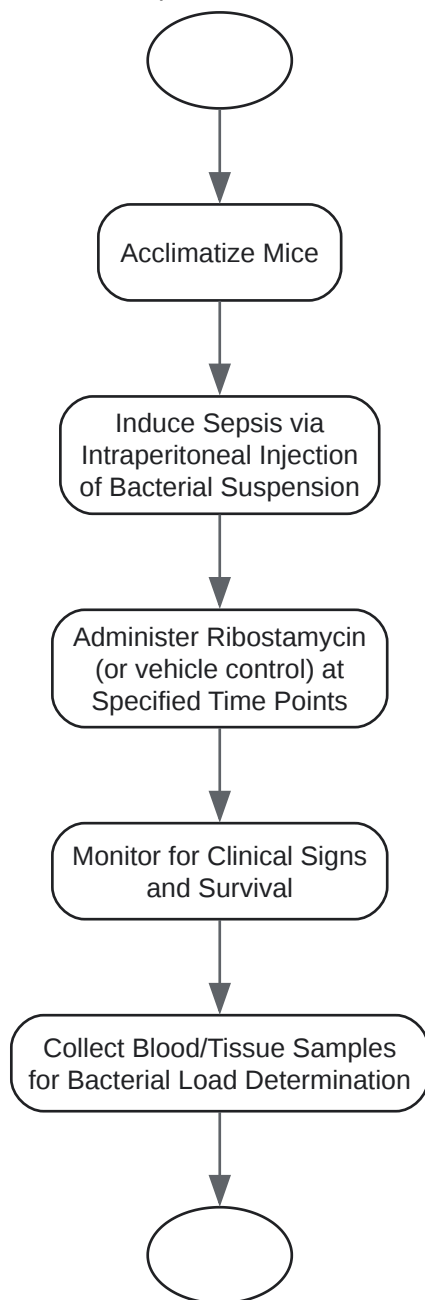 Acclimatize Mice
Induce Sepsis via
Intraperitoneal Injection
of Bacterial Suspension
Administer Ribostamycin
(or vehicle control) at
Specified Time Points
Monitor for Clinical Signs
and Survival
Collect Blood/Tissue Samples
for Bacterial Load Determination